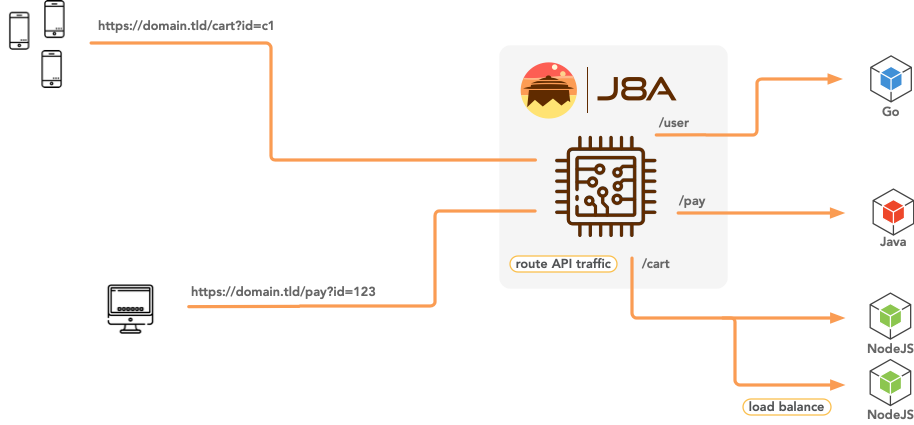 https://domain.tld/cart?id=c1
J8A
/user
Go
/pay
Java
route API traffic
/cart
https://domain.tld/pay?id=123
NodeJS
load balance
NodeJS